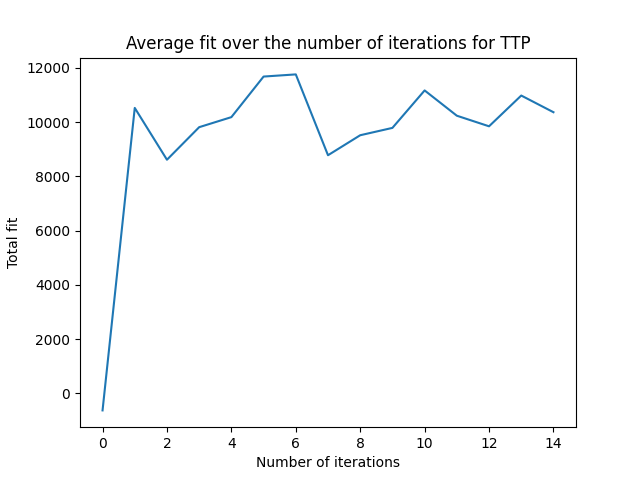 Average fit over the number of iterations for TTP
12000
10000
8000
6000
4000
2000
0
Total fit
0 2 4 6 8 10 12 14
Number of iterations